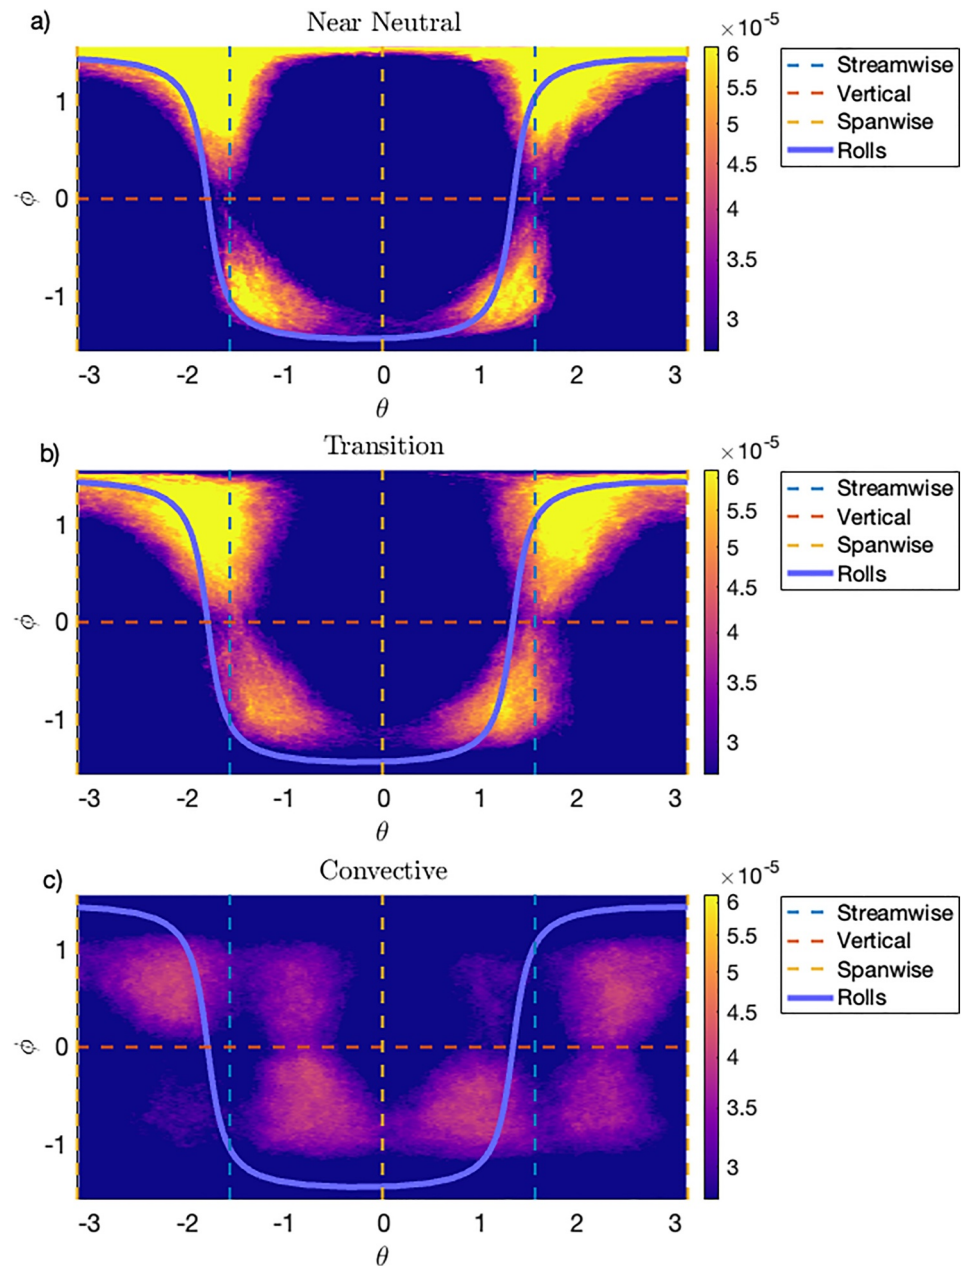 a)
Near Neutral
×10⁻⁵
6
5.5
5
4.5
4
3.5
3
Streamwise
Vertical
Spanwise
Rolls
1
0
-1
ϕ
-3 -2 -1 0 1 2 3
θ
b)
Transition
×10⁻⁵
6
5.5
5
4.5
4
3.5
3
Streamwise
Vertical
Spanwise
Rolls
1
0
-1
ϕ
-3 -2 -1 0 1 2 3
θ
c)
Convective
×10⁻⁵
6
5.5
5
4.5
4
3.5
3
Streamwise
Vertical
Spanwise
Rolls
1
0
-1
ϕ
-3 -2 -1 0 1 2 3
θ